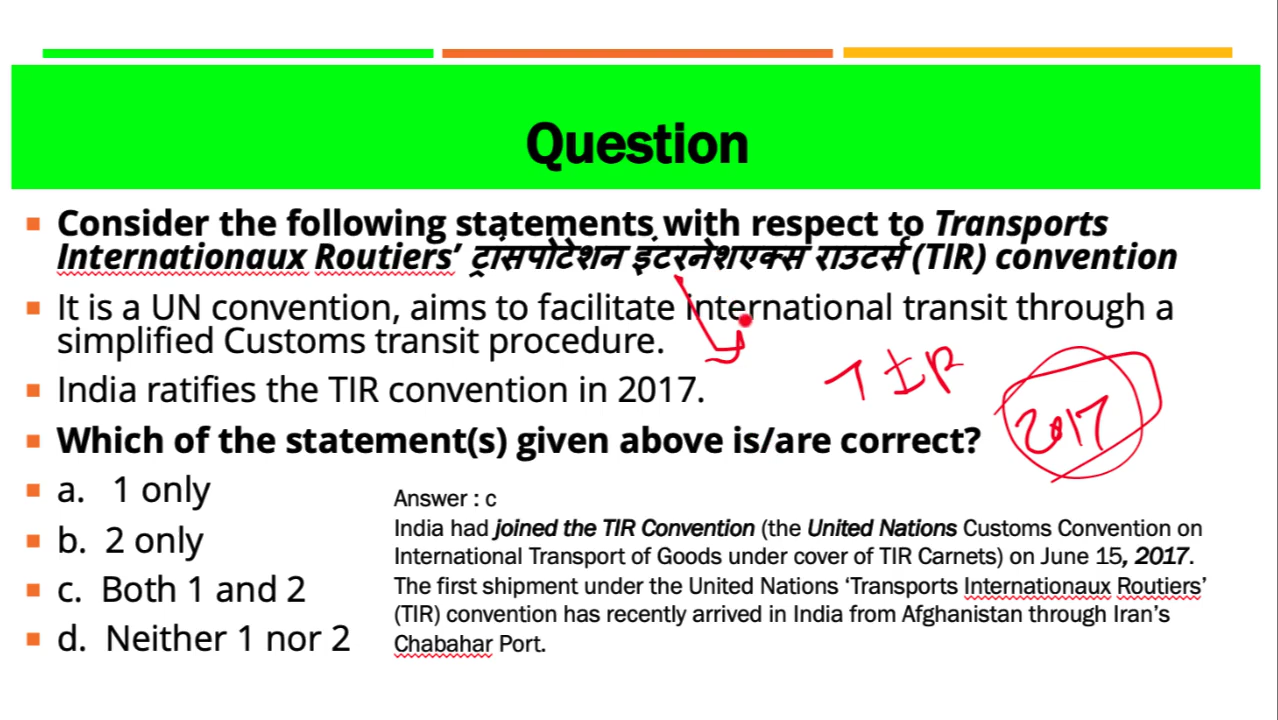 Question
Consider the following statements with respect to Transports
Internationaux Routiers’ ट्रांसपोटेशन इंटरनेशएक्स राउटर्स (TIR) convention
It is a UN convention, aims to facilitate international transit through a
simplified Customs transit procedure.
TIR
India ratifies the TIR convention in 2017.
2017
Which of the statement(s) given above is/are correct?
a. 1 only
b. 2 only
c. Both 1 and 2
d. Neither 1 nor 2
Answer : c
India had joined the TIR Convention (the United Nations Customs Convention on
International Transport of Goods under cover of TIR Carnets) on June 15, 2017.
The first shipment under the United Nations ‘Transports Internationaux Routiers’
(TIR) convention has recently arrived in India from Afghanistan through Iran’s
Chabahar Port.